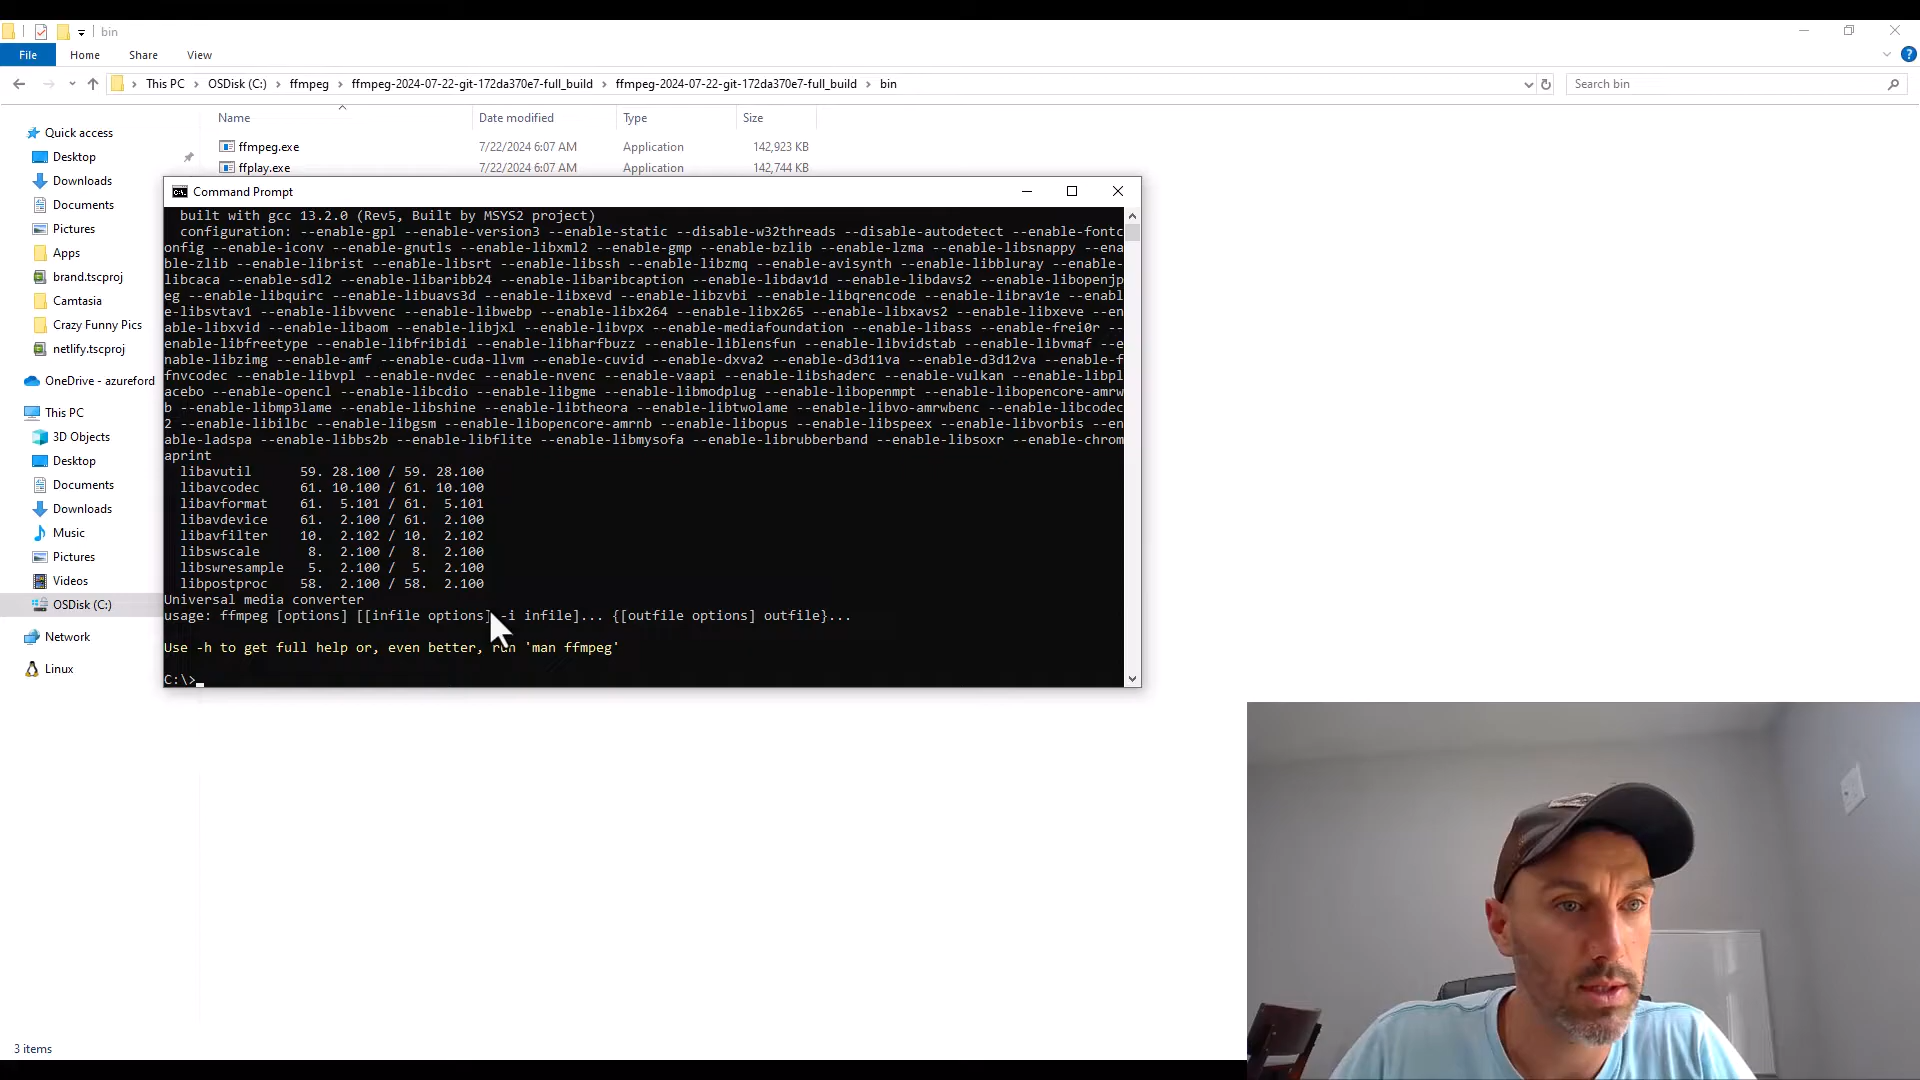 bin
File
Home
Share
View
This PC
OSDisk (C:)
ffmpeg
ffmpeg-2024-07-22-git-172da370e7-full_build
ffmpeg-2024-07-22-git-172da370e7-full_build
bin
Search bin
Name
Date modified
Type
Size
ffmpeg.exe 7/22/2024 6:07 AM Application 142,923 KB
ffplay.exe 7/22/2024 6:07 AM Application 142,744 KB
Quick access
Desktop
Downloads
Documents
Pictures
Apps
brand.tscproj
Camtasia
Crazy Funny Pics
netlify.tscproj
OneDrive - azureford
This PC
3D Objects
Desktop
Documents
Downloads
Music
Pictures
Videos
OSDisk (C:)
Network
Linux
3 items
Command Prompt
built with gcc 13.2.0 (Rev5, Built by MSYS2 project)
configuration: --enable-gpl --enable-version3 --enable-static --disable-w32threads --disable-autodetect --enable-fontc
onfig --enable-iconv --enable-gnutls --enable-libxml2 --enable-gmp --enable-bzlib --enable-lzma --enable-libsnappy --ena
ble-zlib --enable-librist --enable-libsrt --enable-libssh --enable-libzmq --enable-avisynth --enable-libbluray --enable-
libcaca --enable-sdl2 --enable-libaribb24 --enable-libaribcaption --enable-libdav1d --enable-libdavs2 --enable-libopenjp
eg --enable-libquirc --enable-libuavs3d --enable-libxevd --enable-libzvbi --enable-libqrencode --enable-librav1e --enabl
e-libsvtav1 --enable-libvvenc --enable-libwebp --enable-libx264 --enable-libx265 --enable-libxavs2 --enable-libxeve --en
able-libxvid --enable-libaom --enable-libjxl --enable-libvpx --enable-mediafoundation --enable-libass --enable-frei0r --
enable-libfreetype --enable-libfribidi --enable-libharfbuzz --enable-liblensfun --enable-libvidstab --enable-libvmaf --e
nable-libzimg --enable-amf --enable-cuda-llvm --enable-cuvid --enable-dxva2 --enable-d3d11va --enable-d3d12va --enable-f
fnvcodec --enable-libvpl --enable-nvdec --enable-nvenc --enable-vaapi --enable-libshaderc --enable-vulkan --enable-libpl
acebo --enable-opencl --enable-libcdio --enable-libgme --enable-libmodplug --enable-libopenmpt --enable-libopencore-amrw
b --enable-libmp3lame --enable-libshine --enable-libtheora --enable-libtwolame --enable-libvo-amrwbenc --enable-libcodec
2 --enable-libilbc --enable-libgsm --enable-libopencore-amrnb --enable-libopus --enable-libspeex --enable-libvorbis --en
able-ladspa --enable-libbs2b --enable-libflite --enable-libmysofa --enable-librubberband --enable-libsoxr --enable-chrom
aprint
libavutil 59. 28.100 / 59. 28.100
libavcodec 61. 10.100 / 61. 10.100
libavformat 61. 5.101 / 61. 5.101
libavdevice 61. 2.100 / 61. 2.100
libavfilter 10. 2.102 / 10. 2.102
libswscale 8. 2.100 / 8. 2.100
libswresample 5. 2.100 / 5. 2.100
libpostproc 58. 2.100 / 58. 2.100
Universal media converter
usage: ffmpeg [options] [[infile options] -i infile]... {[outfile options] outfile}...
Use -h to get full help or, even better, run 'man ffmpeg'
C:\>